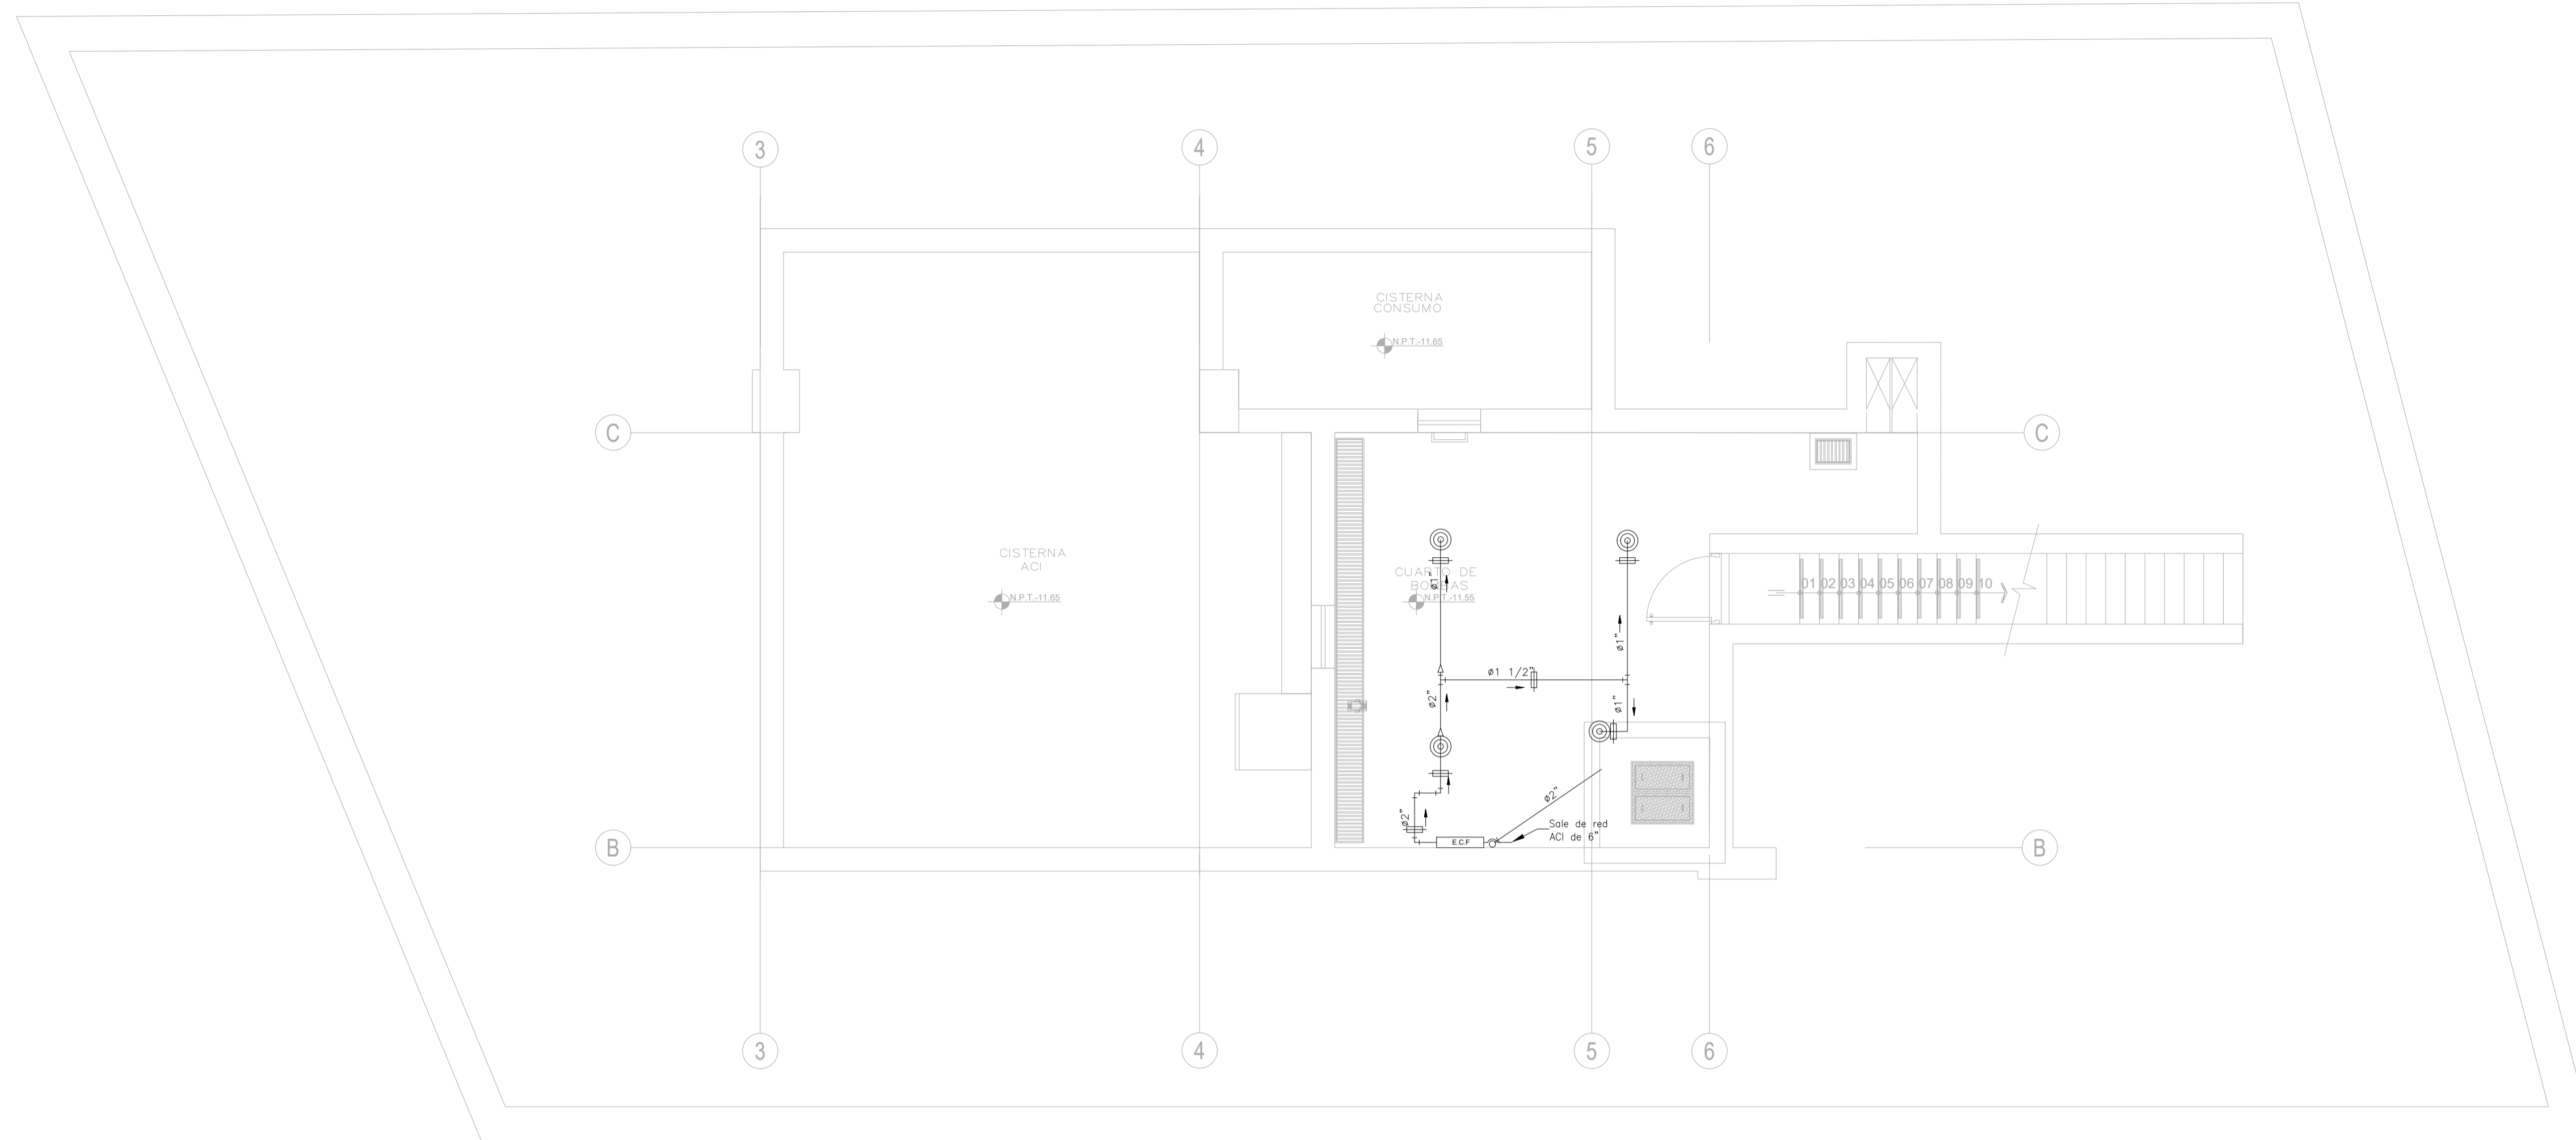 3
4
5
6
CISTERNA
CONSUMO
N.P.T.-11.65
C
C
CISTERNA
ACI
N.P.T.-11.65
CUARTO DE
BOMBAS
N.P.T.-11.55
ø1"
ø1"
01 02 03 04 05 06 07 08 09 10
ø1 1/2"
ø2"
ø1"
ø2"
ø2"
Sale de red
ACI de 6"
E.C.F
B
B
3
4
5
6